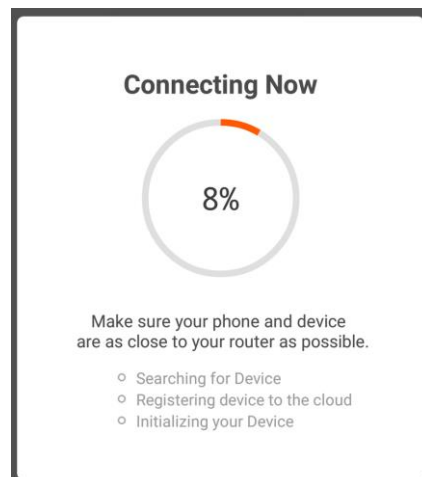 Connecting Now
8%
Make sure your phone and device
are as close to your router as possible.
Searching for Device
Registering device to the cloud
Initializing your Device